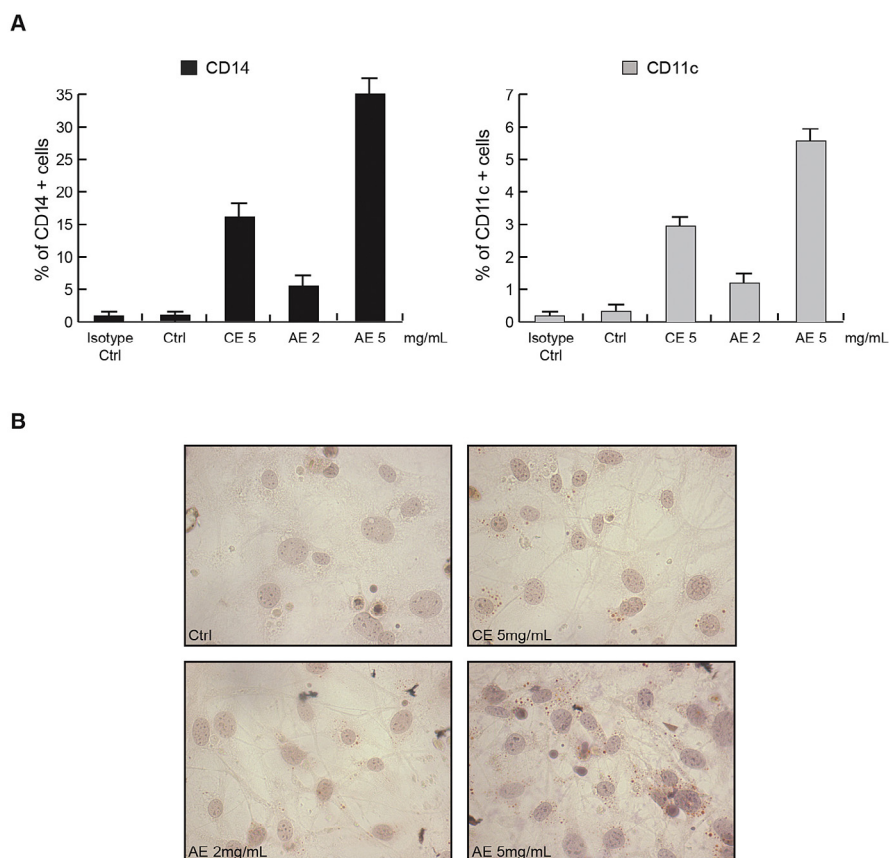 A
CD14
% of CD14 + cells
35
30
25
20
15
10
5
0
Isotype Ctrl
Ctrl
CE 5
AE 2
AE 5
mg/mL
CD11c
% of CD11c + cells
7
6
5
4
3
2
1
0
Isotype Ctrl
Ctrl
CE 5
AE 2
AE 5
mg/mL
B
Ctrl
CE 5mg/mL
AE 2mg/mL
AE 5mg/mL